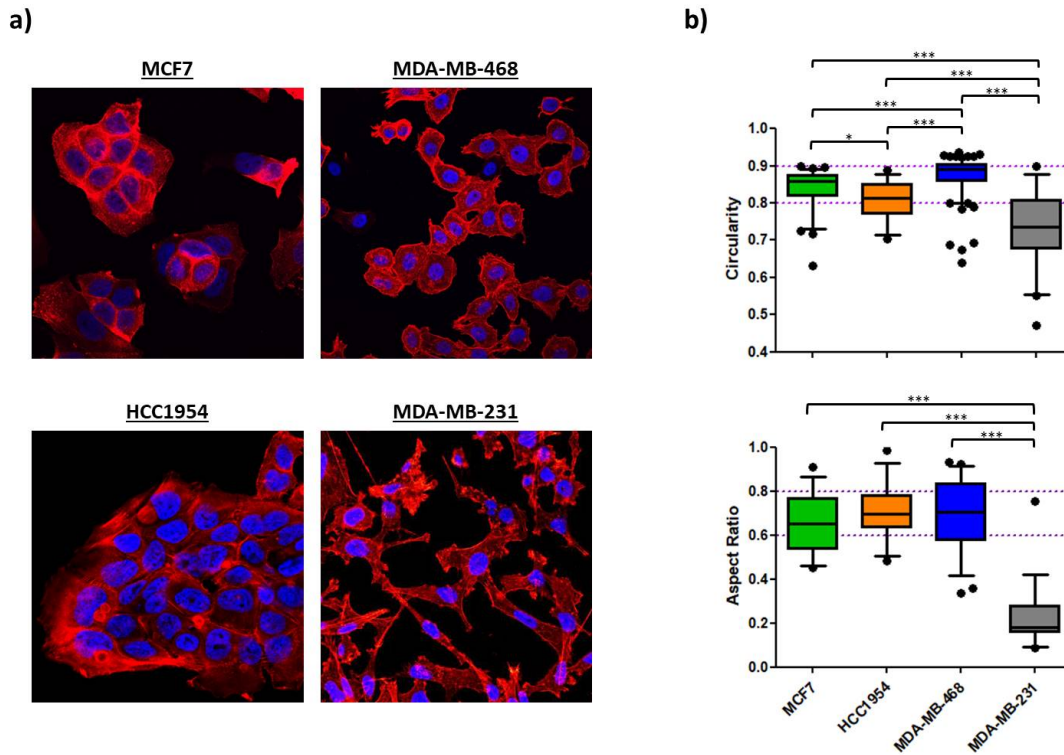 a)
MCF7
MDA-MB-468
HCC1954
MDA-MB-231
b)
***
***
***
***
***
*
Circularity
1.0
0.9
0.8
0.7
0.6
0.5
0.4
***
***
***
Aspect Ratio
1.0
0.8
0.6
0.4
0.2
0.0
MCF7
HCC1954
MDA-MB-468
MDA-MB-231